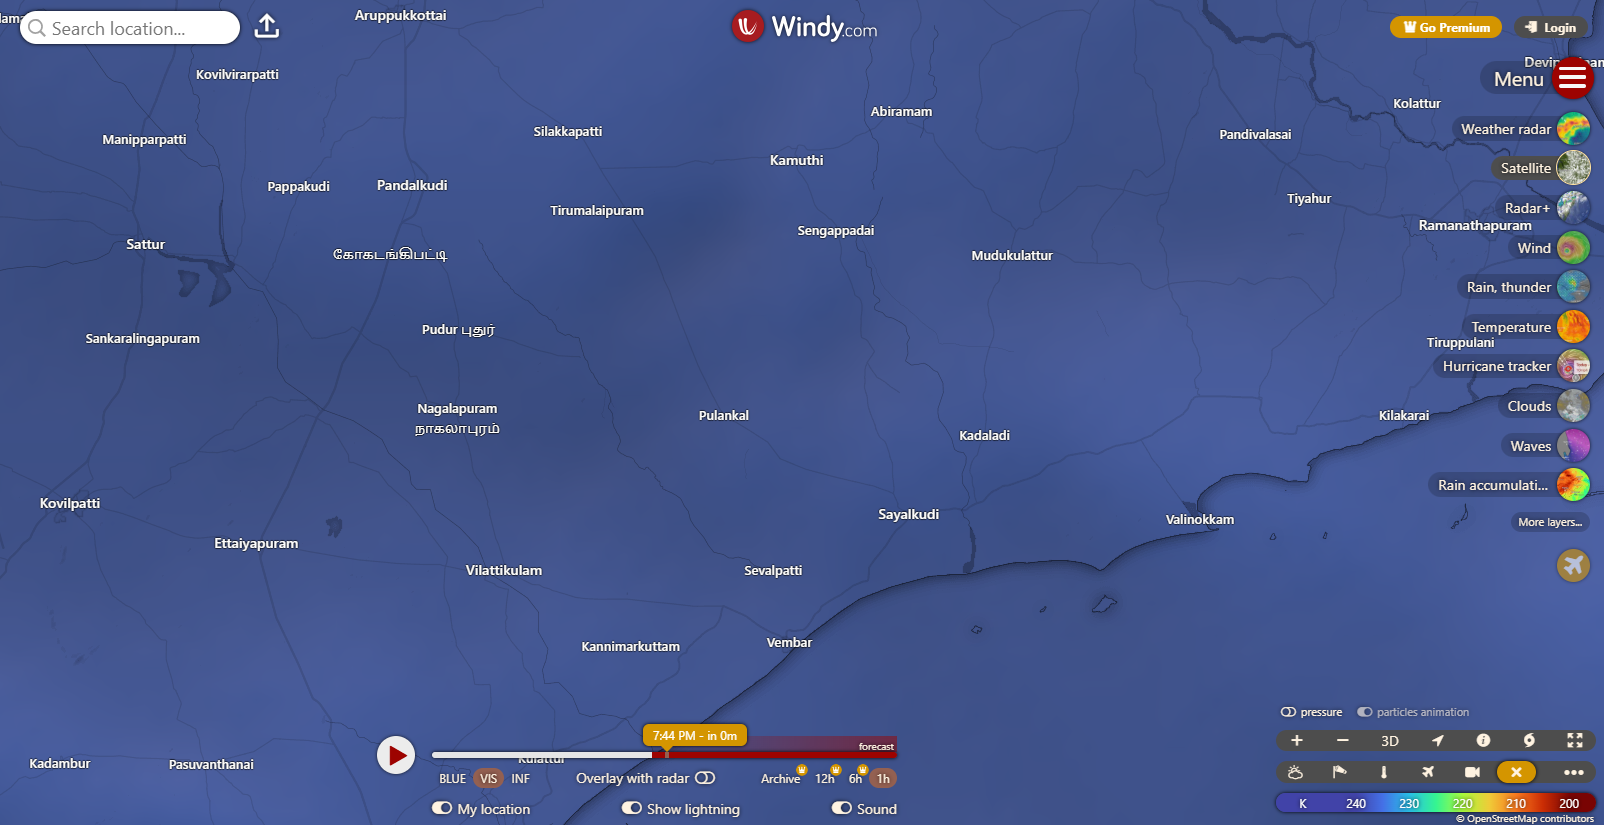 Search location...
Windy.com
Go Premium
Login
Menu
Aruppukkottai
Kovilvirarpatti
Kolattur
Abiramam
Weather radar
Silakkapatti
Pandivalasai
Manipparpatti
Kamuthi
Satellite
Pappakudi
Pandalkudi
Tiyahur
Radar+
Tirumalaipuram
Ramanathapuram
Sengappadai
Sattur
Wind
கோகடங்கிபட்டி
Mudukulattur
Rain, thunder
Temperature
Pudur புதுர்
Sankaralingapuram
Tiruppulani
Hurricane tracker
Clouds
Nagalapuram
நாகலாபுரம்
Pulankal
Kilakarai
Kadaladi
Waves
Rain accumulati...
Kovilpatti
Sayalkudi
Valinokkam
More layers...
Ettaiyapuram
Vilattikulam
Sevalpatti
Kannimarkuttam
Vembar
pressure
particles animation
7:44 PM - in 0m
forecast
3D
Kadambur
Pasuvanthanai
Kulattur
BLUE VIS INF
Overlay with radar
Archive 12h 6h 1h
My location
Show lightning
Sound
K 240 230 220 210 200
© OpenStreetMap contributors